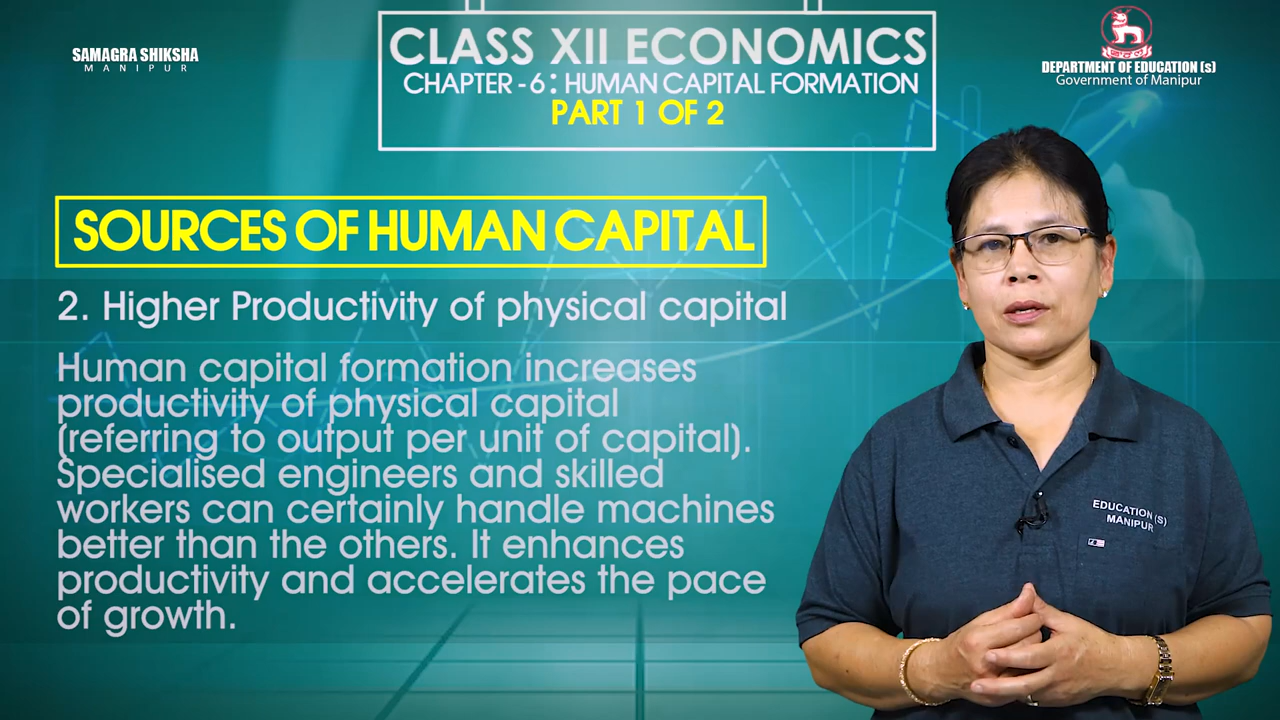 SAMAGRA SHIKSHA
MANIPUR
CLASS XII ECONOMICS
CHAPTER - 6 : HUMAN CAPITAL FORMATION
PART 1 OF 2
DEPARTMENT OF EDUCATION (S)
Government of Manipur
SOURCES OF HUMAN CAPITAL
2. Higher Productivity of physical capital
Human capital formation increases
productivity of physical capital
(referring to output per unit of capital).
Specialised engineers and skilled
workers can certainly handle machines
better than the others. It enhances
productivity and accelerates the pace
of growth.
EDUCATION (S)
MANIPUR